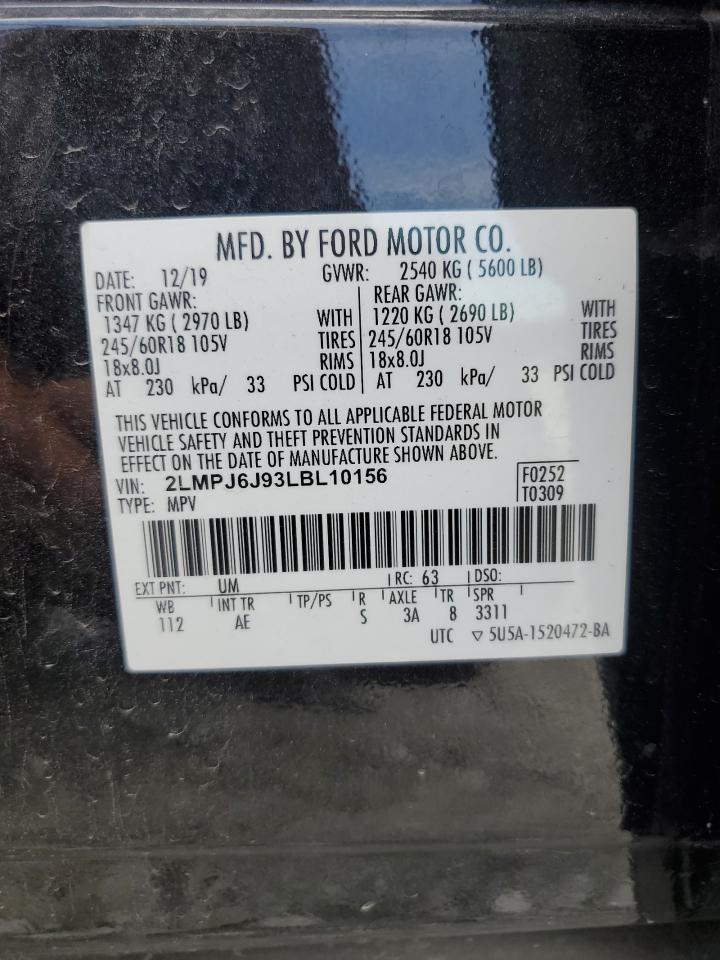 MFD. BY FORD MOTOR CO.
DATE: 12/19 GVWR: 2540 KG ( 5600 LB)
FRONT GAWR: REAR GAWR:
1347 KG ( 2970 LB) WITH 1220 KG ( 2690 LB) WITH
245/60R18 105V TIRES 245/60R18 105V TIRES
18x8.0J RIMS 18x8.0J RIMS
AT 230 kPa/ 33 PSI COLD AT 230 kPa/ 33 PSI COLD
THIS VEHICLE CONFORMS TO ALL APPLICABLE FEDERAL MOTOR
VEHICLE SAFETY AND THEFT PREVENTION STANDARDS IN
EFFECT ON THE DATE OF MANUFACTURE SHOWN ABOVE.
VIN: 2LMPJ6J93LBL10156 F0252
TYPE: MPV T0309
EXT PNT: UM RC: 63 DSO:
WB INT TR TP/PS R AXLE TR SPR
112 AE S 3A 8 3311
UTC ▽ 5U5A-1520472-BA